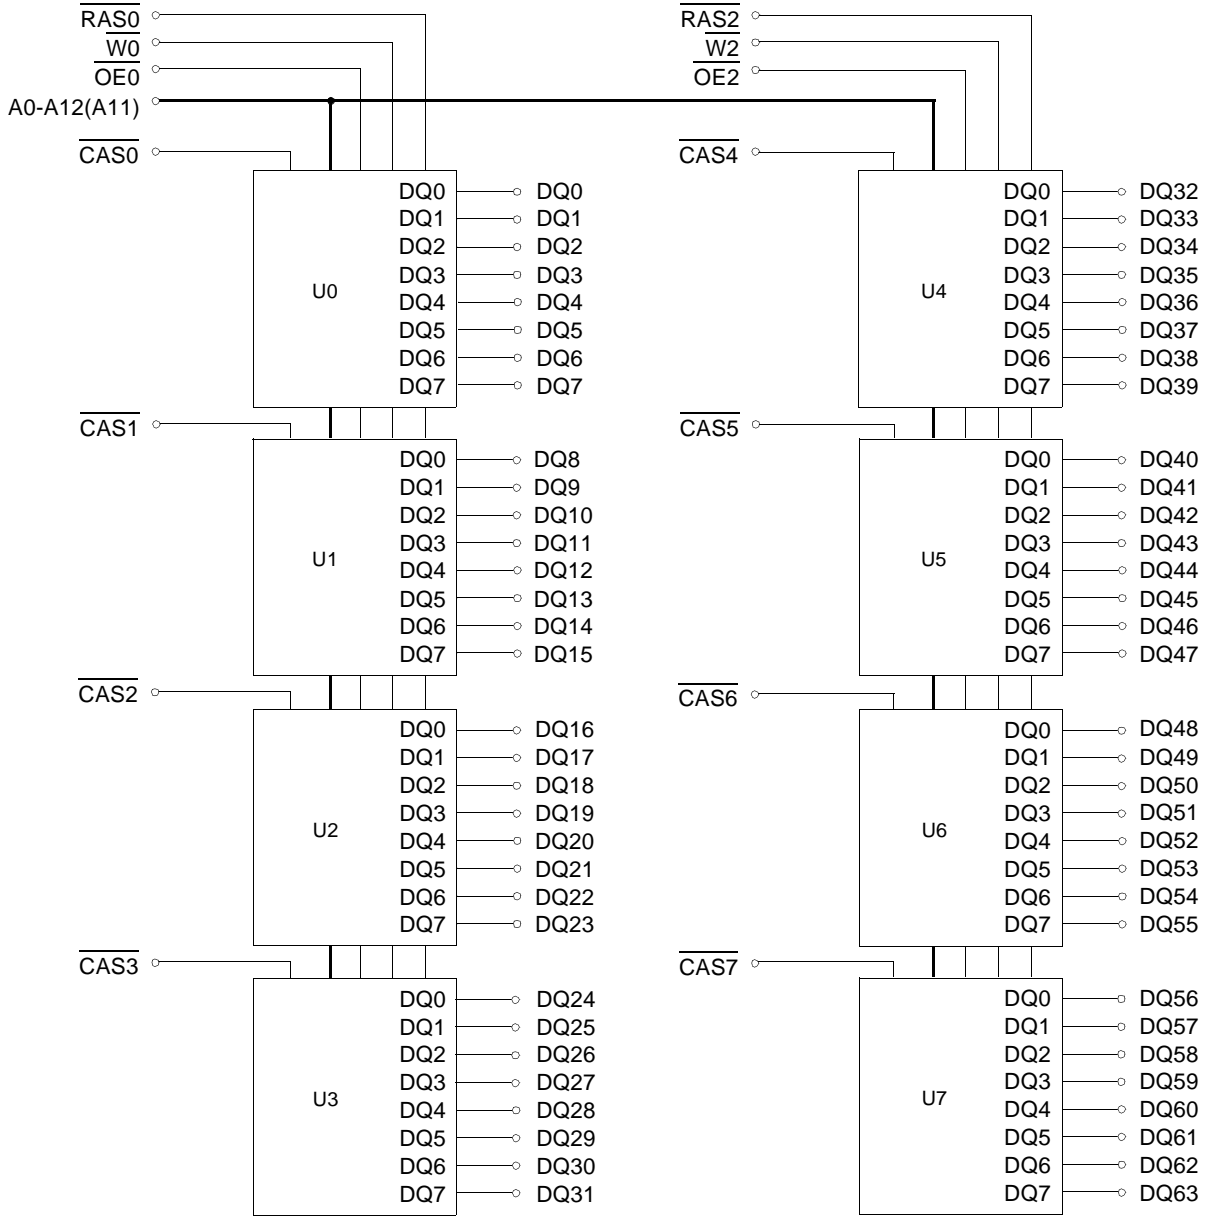 RAS0
W0
OE0
A0-A12(A11)
CAS0
DQ0 DQ0
DQ1 DQ1
DQ2 DQ2
DQ3 DQ3
U0
DQ4 DQ4
DQ5 DQ5
DQ6 DQ6
DQ7 DQ7
CAS1
DQ0 DQ8
DQ1 DQ9
DQ2 DQ10
DQ3 DQ11
U1
DQ4 DQ12
DQ5 DQ13
DQ6 DQ14
DQ7 DQ15
CAS2
DQ0 DQ16
DQ1 DQ17
DQ2 DQ18
DQ3 DQ19
U2
DQ4 DQ20
DQ5 DQ21
DQ6 DQ22
DQ7 DQ23
CAS3
DQ0 DQ24
DQ1 DQ25
DQ2 DQ26
DQ3 DQ27
U3
DQ4 DQ28
DQ5 DQ29
DQ6 DQ30
DQ7 DQ31
RAS2
W2
OE2
CAS4
DQ0 DQ32
DQ1 DQ33
DQ2 DQ34
DQ3 DQ35
U4
DQ4 DQ36
DQ5 DQ37
DQ6 DQ38
DQ7 DQ39
CAS5
DQ0 DQ40
DQ1 DQ41
DQ2 DQ42
DQ3 DQ43
U5
DQ4 DQ44
DQ5 DQ45
DQ6 DQ46
DQ7 DQ47
CAS6
DQ0 DQ48
DQ1 DQ49
DQ2 DQ50
DQ3 DQ51
U6
DQ4 DQ52
DQ5 DQ53
DQ6 DQ54
DQ7 DQ55
CAS7
DQ0 DQ56
DQ1 DQ57
DQ2 DQ58
DQ3 DQ59
U7
DQ4 DQ60
DQ5 DQ61
DQ6 DQ62
DQ7 DQ63